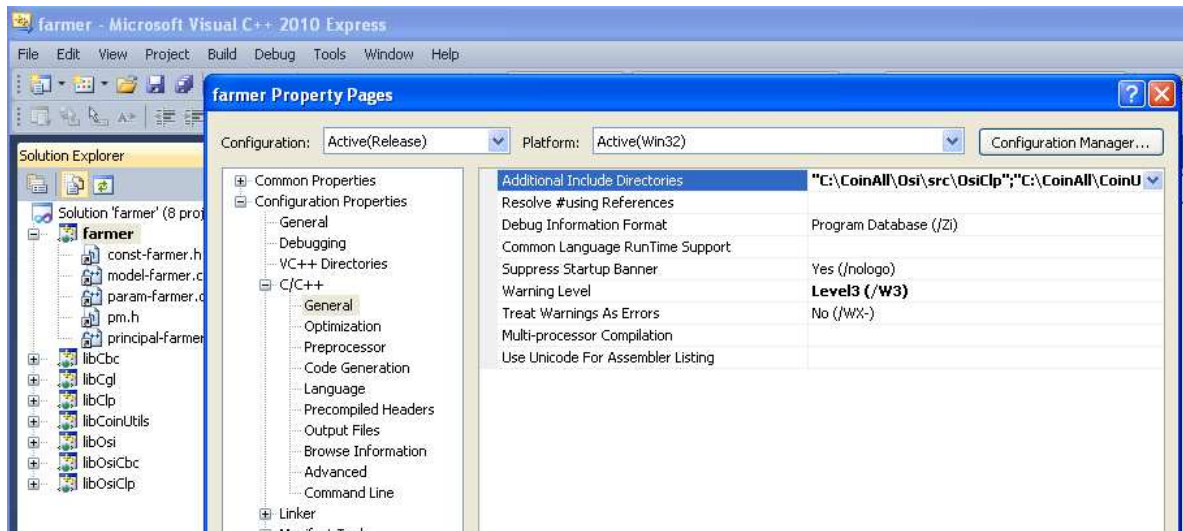 farmer - Microsoft Visual C++ 2010 Express
File Edit View Project Build Debug Tools Window Help
farmer Property Pages
Configuration: Active(Release) Platform: Active(Win32) Configuration Manager...
Solution Explorer
Solution 'farmer' (8 proj
farmer
const-farmer.h
model-farmer.c
param-farmer.c
pm.h
principal-farmer
libCbc
libCgl
libClp
libCoinUtils
libOsi
libOsiCbc
libOsiClp
Common Properties
Configuration Properties
General
Debugging
VC++ Directories
C/C++
General
Optimization
Preprocessor
Code Generation
Language
Precompiled Headers
Output Files
Browse Information
Advanced
Command Line
Linker
Additional Include Directories "C:\CoinAll\Osi\src\OsiClp";"C:\CoinAll\CoinU
Resolve #using References
Debug Information Format Program Database (/Zi)
Common Language RunTime Support
Suppress Startup Banner Yes (/nologo)
Warning Level Level3 (/W3)
Treat Warnings As Errors No (/WX-)
Multi-processor Compilation
Use Unicode For Assembler Listing